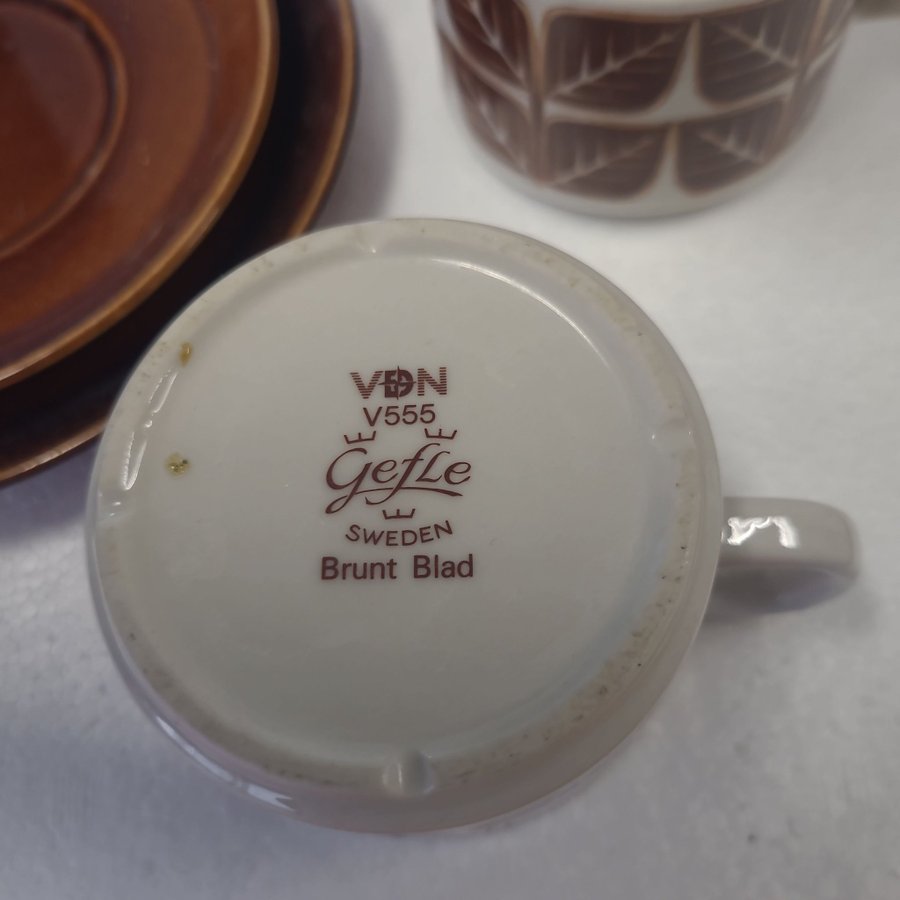 VDN
V555
Gefle
SWEDEN
Brunt Blad